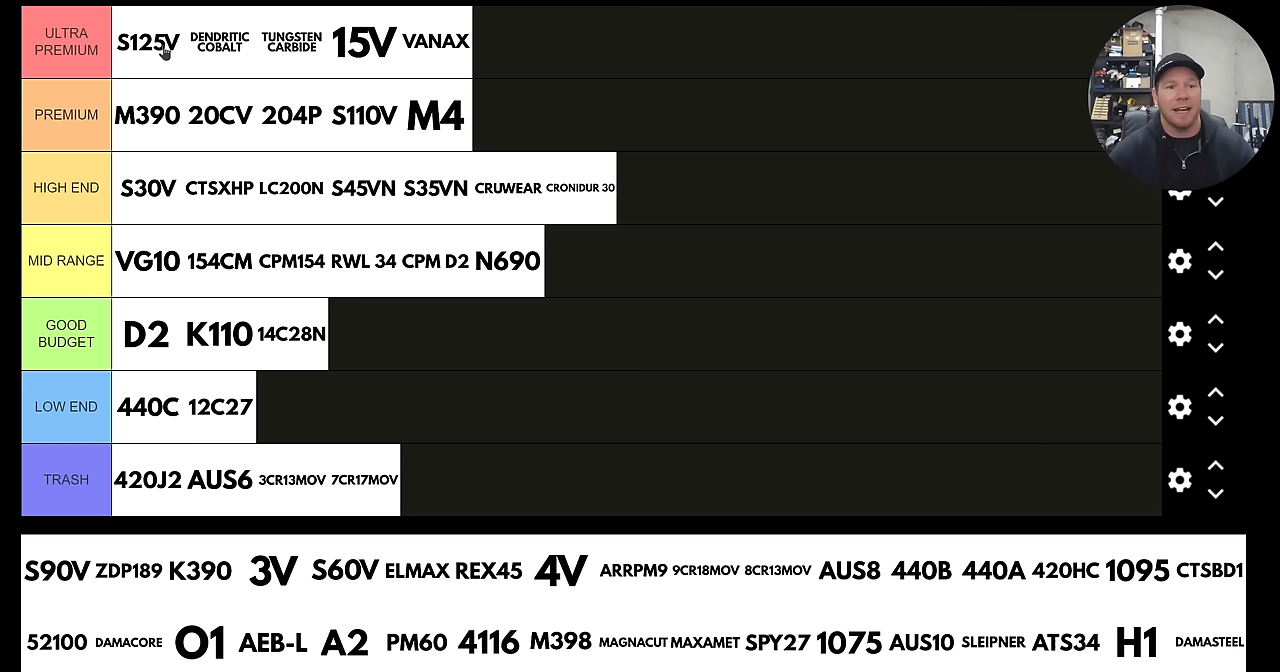 ULTRA PREMIUM S125V DENDRITIC COBALT TUNGSTEN CARBIDE 15V VANAX
PREMIUM M390 20CV 204P S110V M4
HIGH END S30V CTSXHP LC200N S45VN S35VN CRUWEAR CRONIDUR 30
MID RANGE VG10 154CM CPM154 RWL 34 CPM D2 N690
GOOD BUDGET D2 K110 14C28N
LOW END 440C 12C27
TRASH 420J2 AUS6 3CR13MOV 7CR17MOV
S90V ZDP189 K390 3V S60V ELMAX REX45 4V ARRPM9 9CR18MOV 8CR13MOV AUS8 440B 440A 420HC 1095 CTSBD1
52100 DAMACORE O1 AEB-L A2 PM60 4116 M398 MAGNACUT MAXAMET SPY27 1075 AUS10 SLEIPNER ATS34 H1 DAMASTEEL